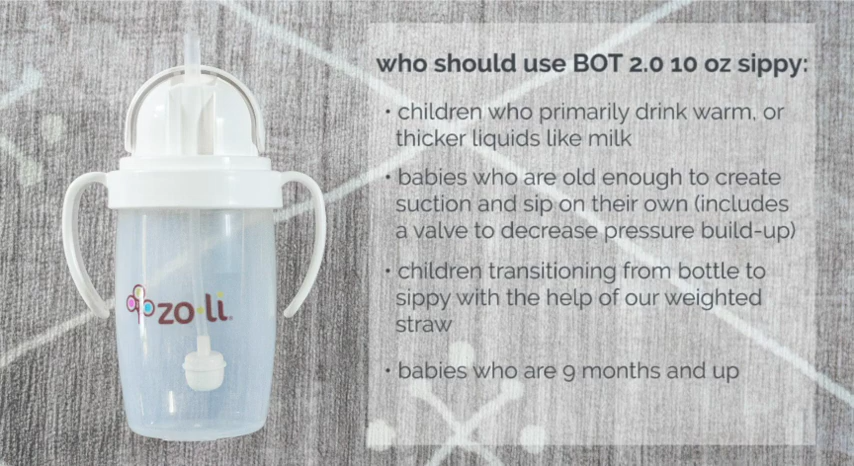 who should use BOT 2.0 10 oz sippy:
• children who primarily drink warm, or
thicker liquids like milk
• babies who are old enough to create
suction and sip on their own (includes
a valve to decrease pressure build-up)
• children transitioning from bottle to
sippy with the help of our weighted
straw
• babies who are 9 months and up
zo·li